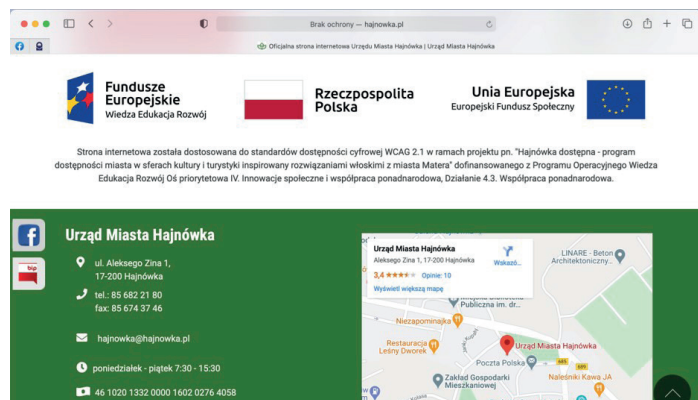 Brak ochrony — hajnowka.pl
Oficjalna strona internetowa Urzędu Miasta Hajnówka | Urząd Miasta Hajnówka
Fundusze
Europejskie
Wiedza Edukacja Rozwój
Rzeczpospolita
Polska
Unia Europejska
Europejski Fundusz Społeczny
Strona internetowa została dostosowana do standardów dostępności cyfrowej WCAG 2.1 w ramach projektu pn. "Hajnówka dostępna - program
dostępności miasta w sferach kultury i turystyki inspirowany rozwiązaniami włoskimi z miasta Matera" dofinansowanego z Programu Operacyjnego Wiedza
Edukacja Rozwój Oś priorytetowa IV. Innowacje społeczne i współpraca ponadnarodowa, Działanie 4.3. Współpraca ponadnarodowa.
bip
Urząd Miasta Hajnówka
ul. Aleksego Zina 1,
17-200 Hajnówka
tel.: 85 682 21 80
fax: 85 674 37 46
hajnowka@hajnowka.pl
poniedziałek - piątek 7:30 - 15:30
46 1020 1332 0000 1602 0276 4058
Urząd Miasta Hajnówka
Aleksego Zina 1, 17-200 Hajnówka
Wskazó...
3,4 Opinie: 10
Wyświetl większą mapę
LINARE - Beton
Architektoniczny...
Publiczna im. dr...
Niezapominajka
Restauracja
Leśny Dworek
Urząd Miasta Hajnówka
Poczta Polska
689
689
Zakład Gospodarki
Mieszkaniowej
Naleśniki Kawa JA